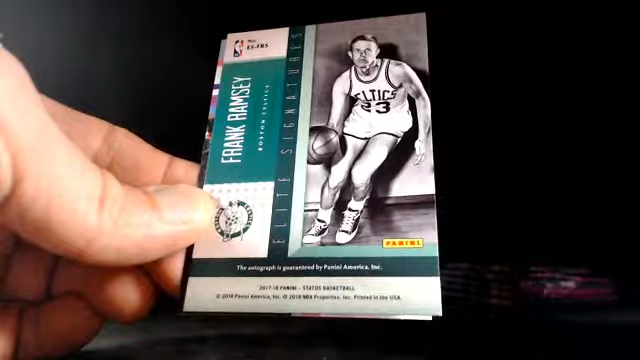 No.
ES-FRS
FRANK RAMSEY
BOSTON CELTICS
ELITE SIGNATURES
CELTICS
23
PANINI
The autograph is guaranteed by Panini America, Inc.
2017-18 PANINI - STATUS BASKETBALL
© 2018 Panini America, Inc. © 2018 NBA Properties, Inc. Printed in the USA.